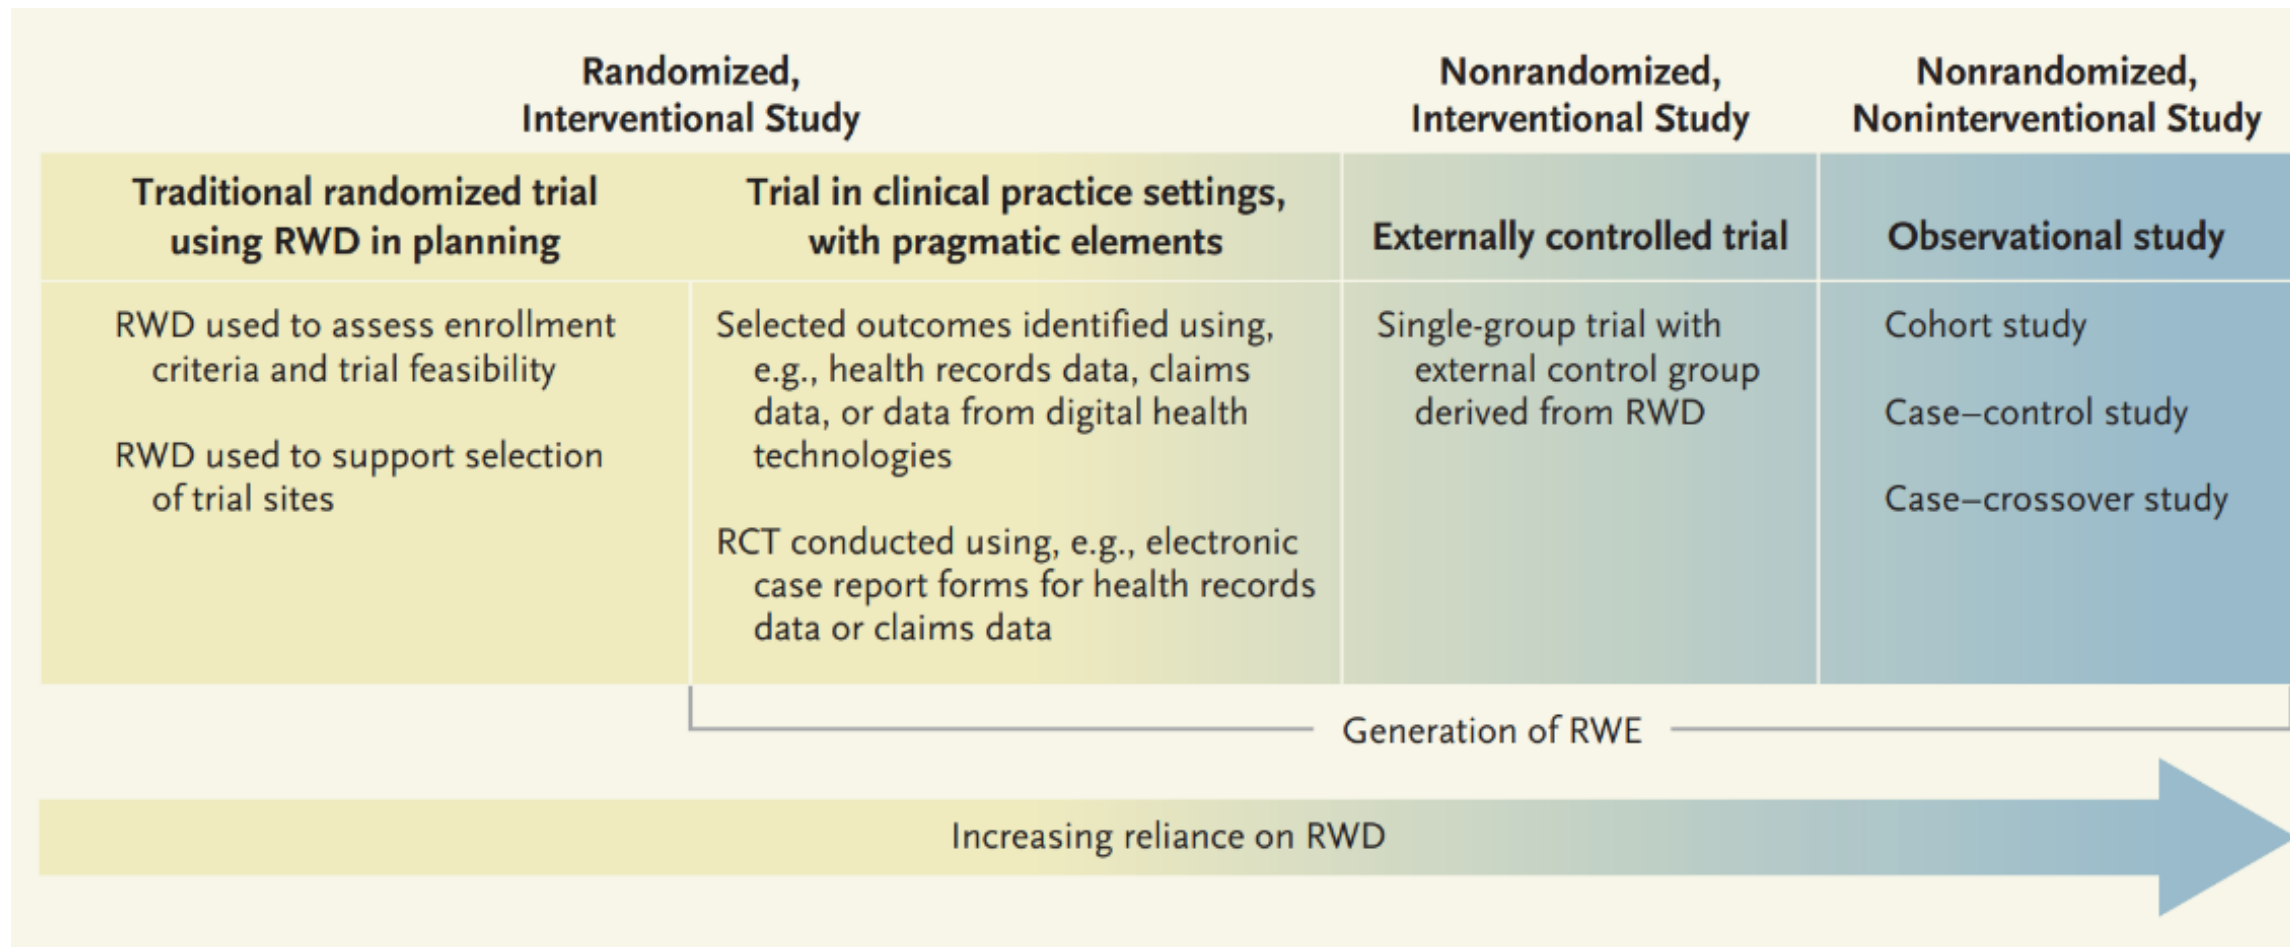 Randomized,
Interventional Study
Nonrandomized,
Interventional Study
Nonrandomized,
Noninterventional Study
Traditional randomized trial
using RWD in planning
Trial in clinical practice settings,
with pragmatic elements
Externally controlled trial
Observational study
RWD used to assess enrollment
criteria and trial feasibility
RWD used to support selection
of trial sites
Selected outcomes identified using,
e.g., health records data, claims
data, or data from digital health
technologies
RCT conducted using, e.g., electronic
case report forms for health records
data or claims data
Single-group trial with
external control group
derived from RWD
Cohort study
Case–control study
Case–crossover study
Generation of RWE
Increasing reliance on RWD